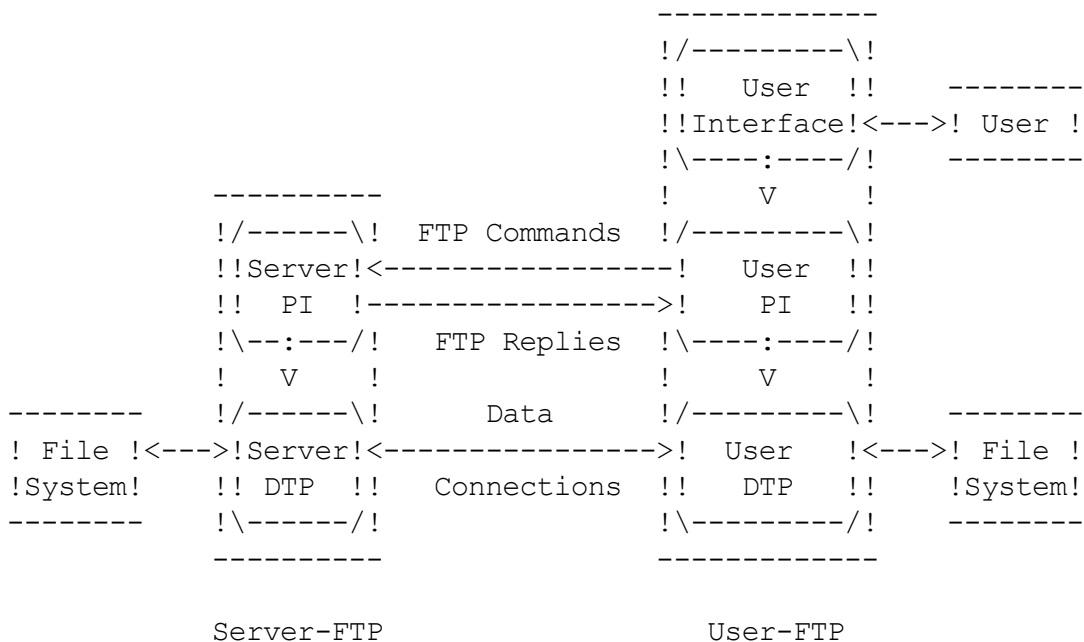 -------------
                                      !/---------\!
                                      !!   User  !!    --------
                                      !!Interface!<--->! User !
                                      !\----:----/!    --------
            ----------                !     V     !
            !/------\!  FTP Commands  !/---------\!
            !!Server!<-----------------!   User  !!
            !!  PI  !----------------->!    PI   !!
            !\--:---/!  FTP Replies   !\----:----/!
            !   V    !                !     V     !
--------    !/------\!      Data      !/---------\!    --------
! File !<--->!Server!<---------------->!  User   !<--->! File !
!System!    !! DTP  !!   Connections  !!   DTP   !!    !System!
--------    !\------/!                !\---------/!    --------
            ----------                -------------

            Server-FTP                   User-FTP